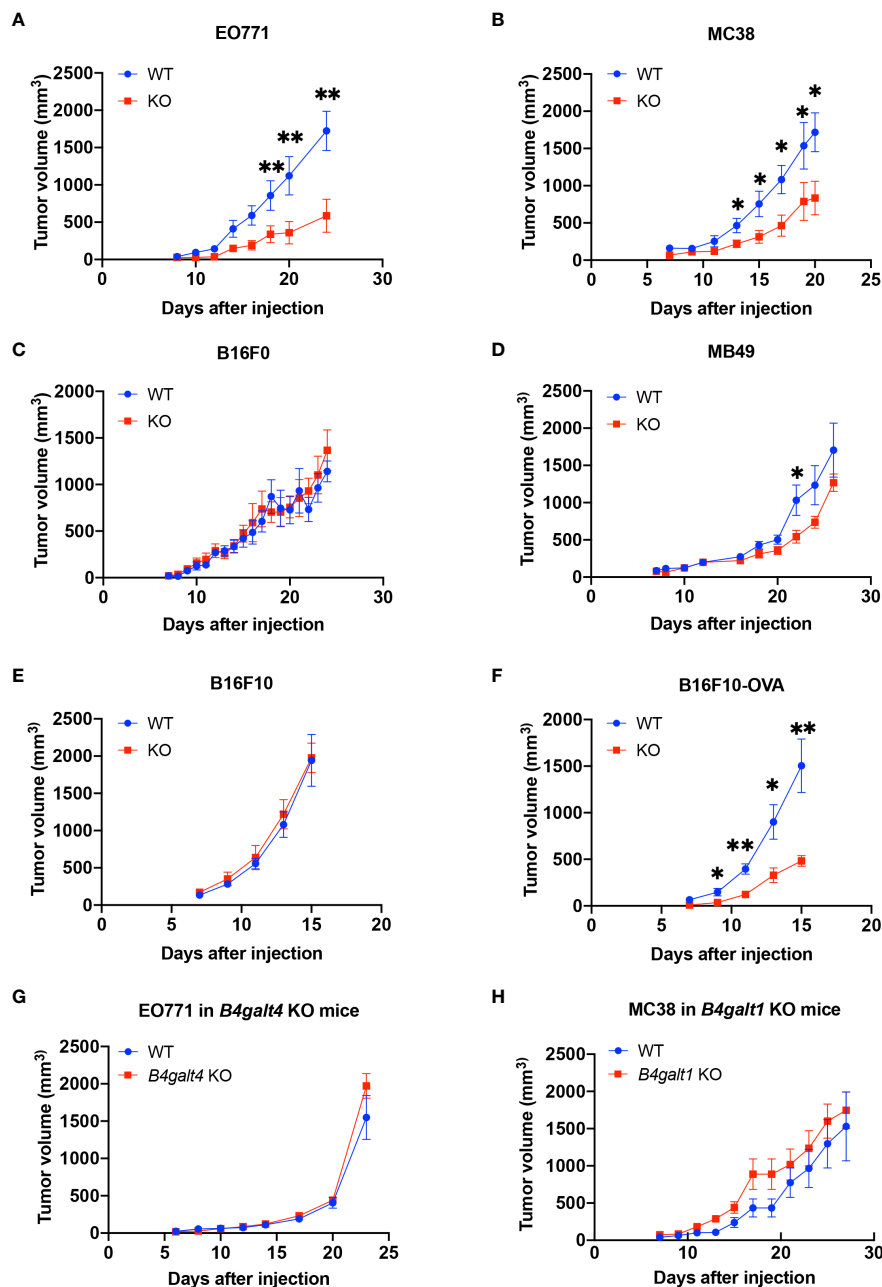 A
EO771
WT
KO
Tumor volume (mm3)
2500
2000
1500
1000
500
0
** ** **
0 10 20 30
Days after injection
B
MC38
WT
KO
Tumor volume (mm3)
2500
2000
1500
1000
500
0
* * * * *
0 5 10 15 20 25
Days after injection
C
B16F0
WT
KO
Tumor volume (mm3)
2000
1500
1000
500
0
0 10 20 30
Days after injection
D
MB49
WT
KO
Tumor volume (mm3)
2500
2000
1500
1000
500
0
*
0 10 20 30
Days after injection
E
B16F10
WT
KO
Tumor volume (mm3)
2500
2000
1500
1000
500
0
0 5 10 15 20
Days after injection
F
B16F10-OVA
WT
KO
Tumor volume (mm3)
2000
1500
1000
500
0
* ** * **
0 5 10 15 20
Days after injection
G
EO771 in B4galt4 KO mice
WT
B4galt4 KO
Tumor volume (mm3)
2500
2000
1500
1000
500
0
0 5 10 15 20 25
Days after injection
H
MC38 in B4galt1 KO mice
WT
B4galt1 KO
Tumor volume (mm3)
2500
2000
1500
1000
500
0
0 10 20 30
Days after injection